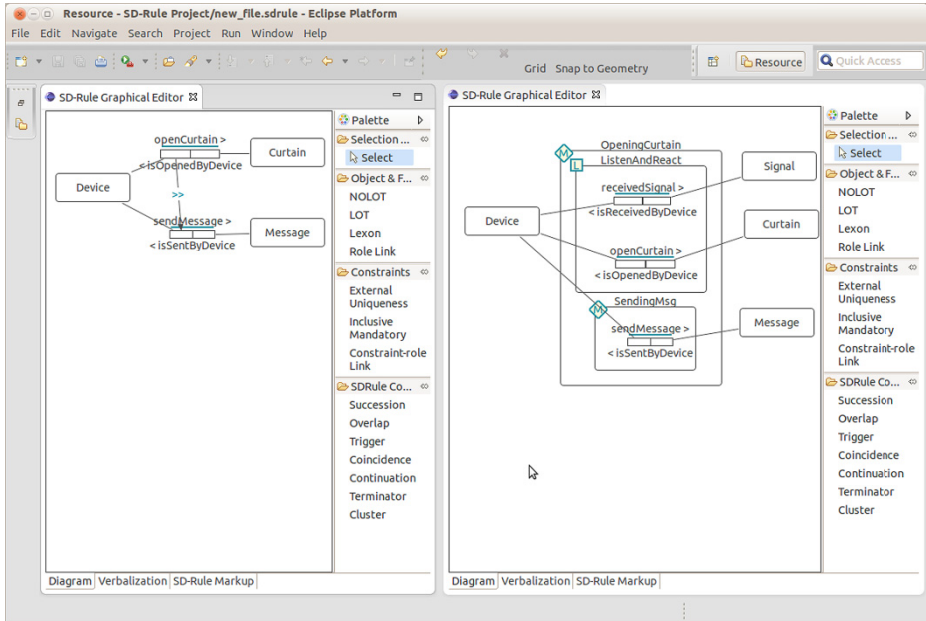 Resource - SD-Rule Project/new_file.sdrule - Eclipse Platform
File Edit Navigate Search Project Run Window Help
Grid Snap to Geometry
Resource
Quick Access
SD-Rule Graphical Editor
openCurtain >
Curtain
< isOpenedByDevice
Device
>>
sendMessage >
Message
< isSentByDevice
Palette
Selection ...
Select
Object & F...
NOLOT
LOT
Lexon
Role Link
Constraints
External
Uniqueness
Inclusive
Mandatory
Constraint-role
Link
SDRule Co...
Succession
Overlap
Trigger
Coincidence
Continuation
Terminator
Cluster
Diagram Verbalization SD-Rule Markup
SD-Rule Graphical Editor
OpeningCurtain
M
ListenAndReact
L
Signal
receivedSignal >
< isReceivedByDevice
Device
Curtain
openCurtain >
< isOpenedByDevice
SendingMsg
M
sendMessage >
Message
< isSentByDevice
Palette
Selection ...
Select
Object & F...
NOLOT
LOT
Lexon
Role Link
Constraints
External
Uniqueness
Inclusive
Mandatory
Constraint-role
Link
SDRule Co...
Succession
Overlap
Trigger
Coincidence
Continuation
Terminator
Cluster
Diagram Verbalization SD-Rule Markup